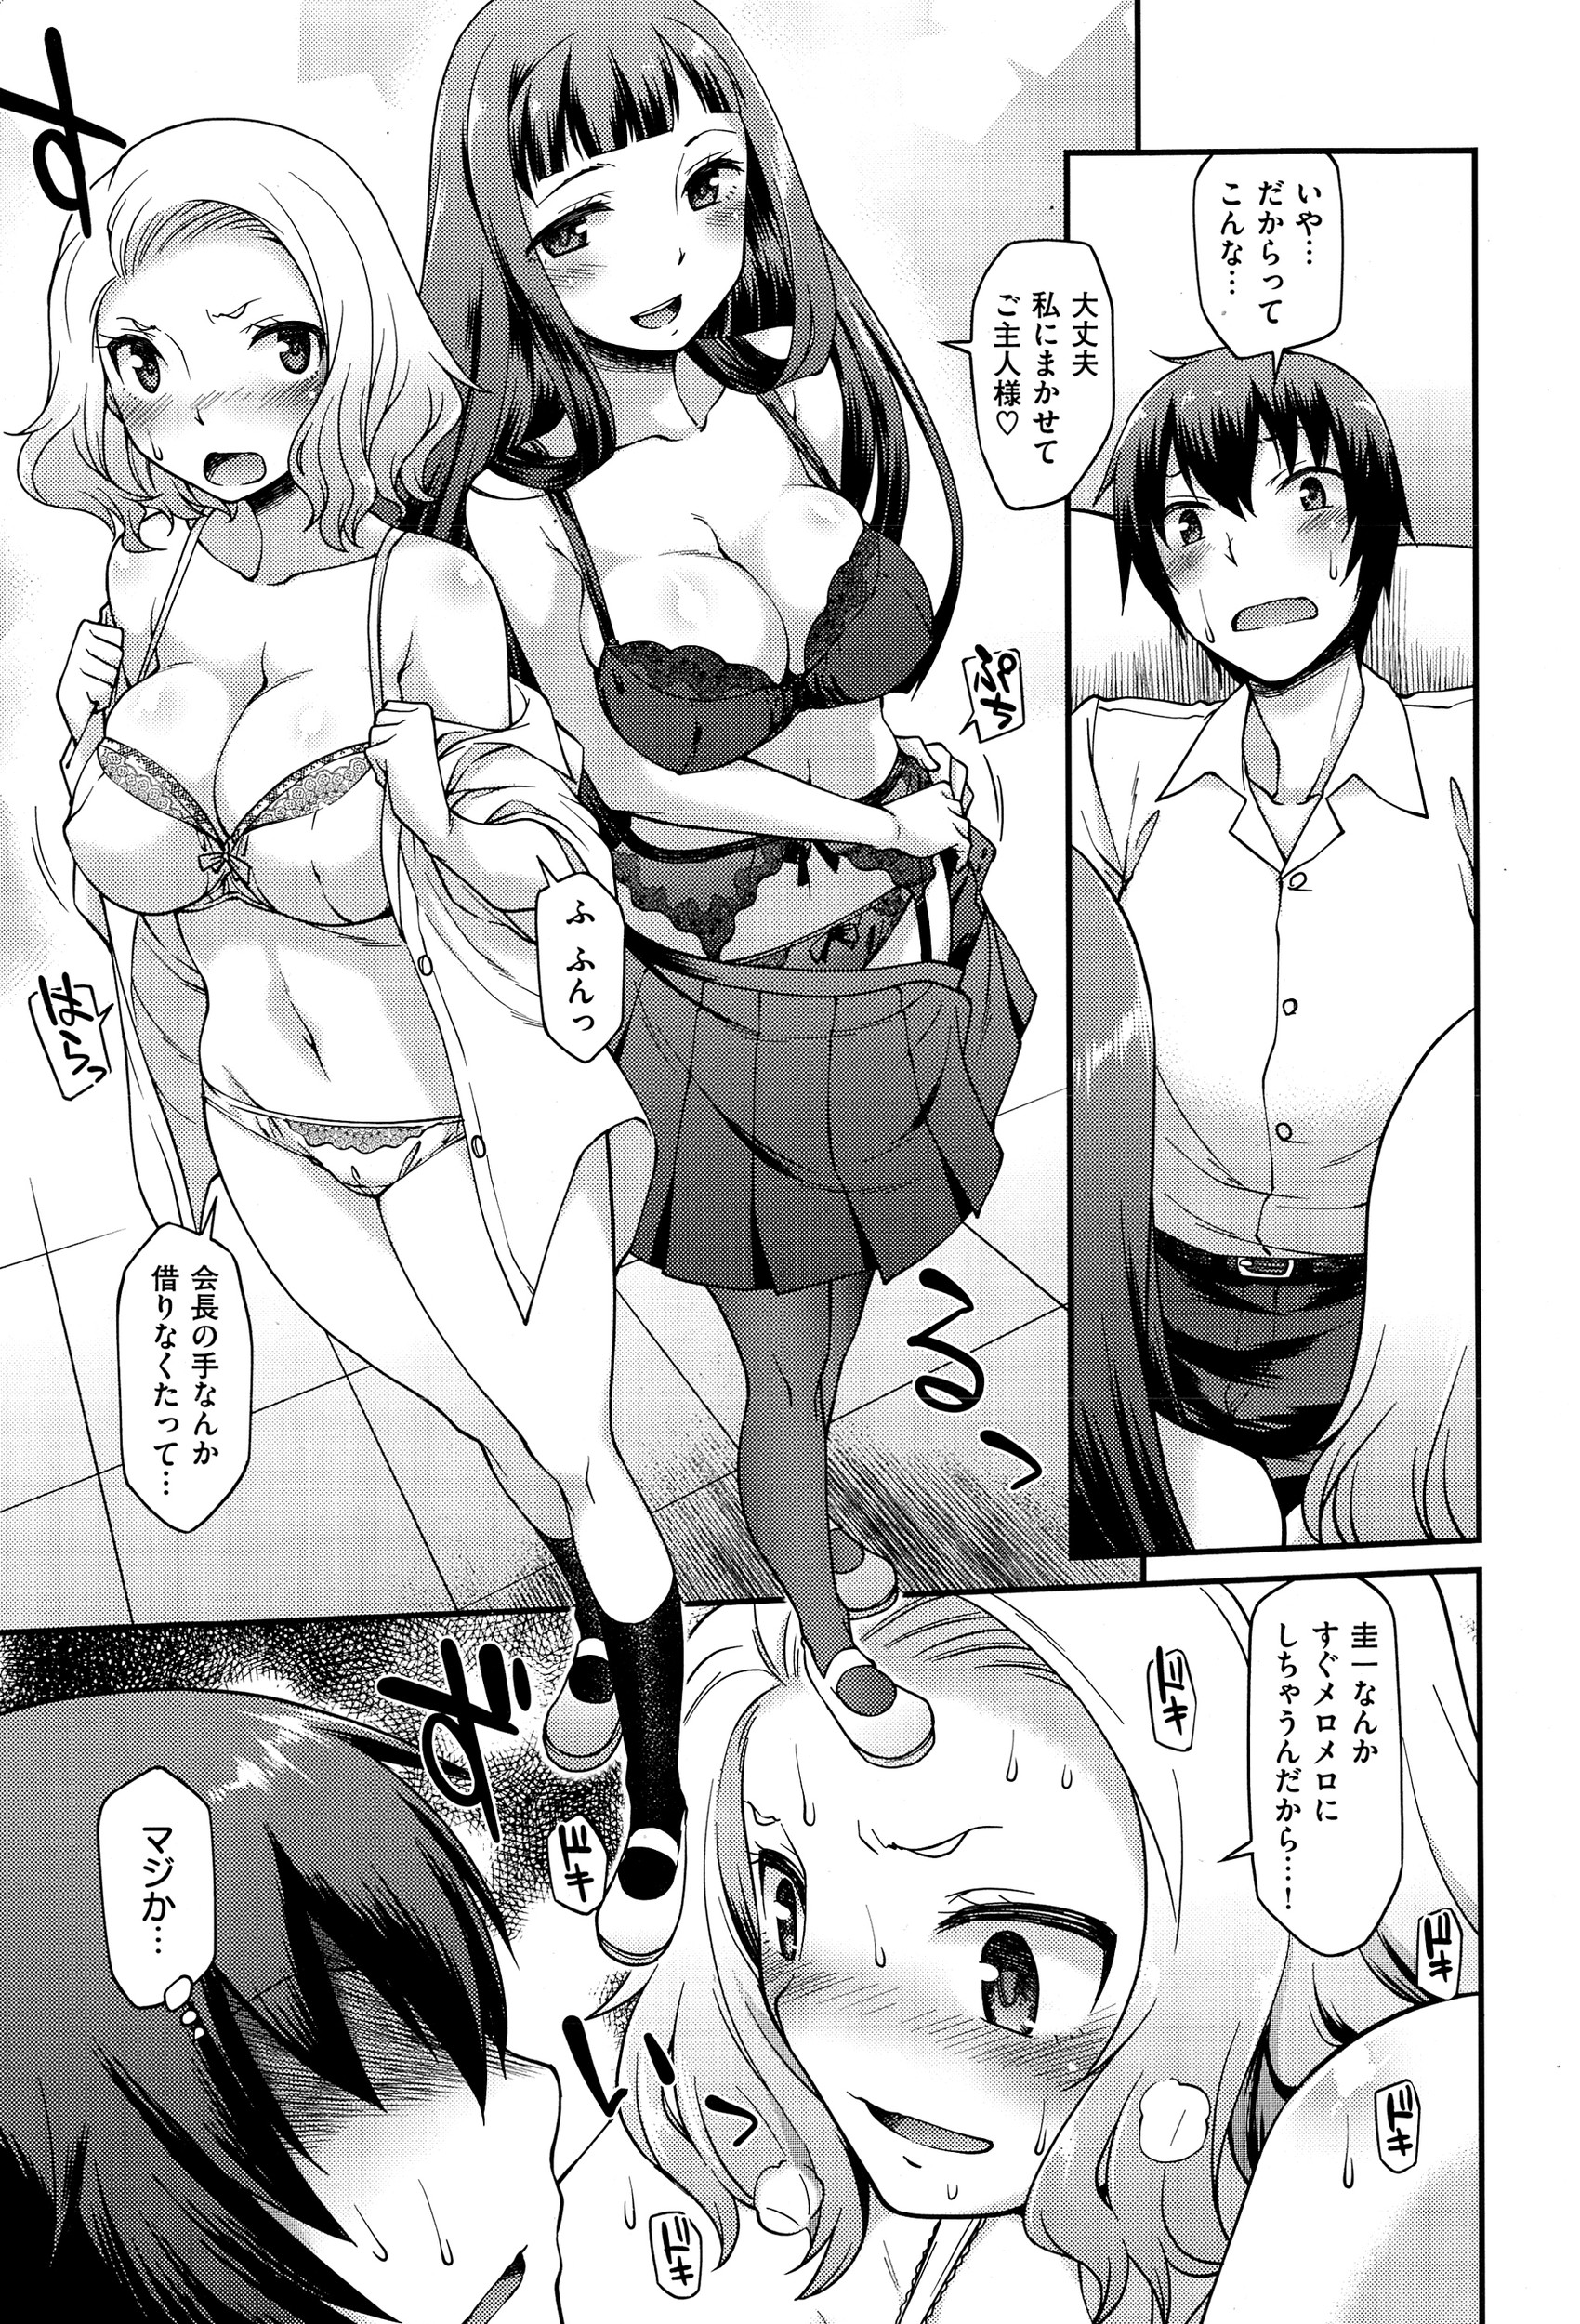 いや…
だからって
こんな…
大丈夫
私にまかせて
ご主人様♡
ぷち
ふ ふんっ
はらっ
会長の手なんか
借りなくたって…
する
っ
圭一なんか
すぐメロメロに
しちゃうんだから…！
ドキ
ドキ
ドキ
ドキ
ドキ
マジか…